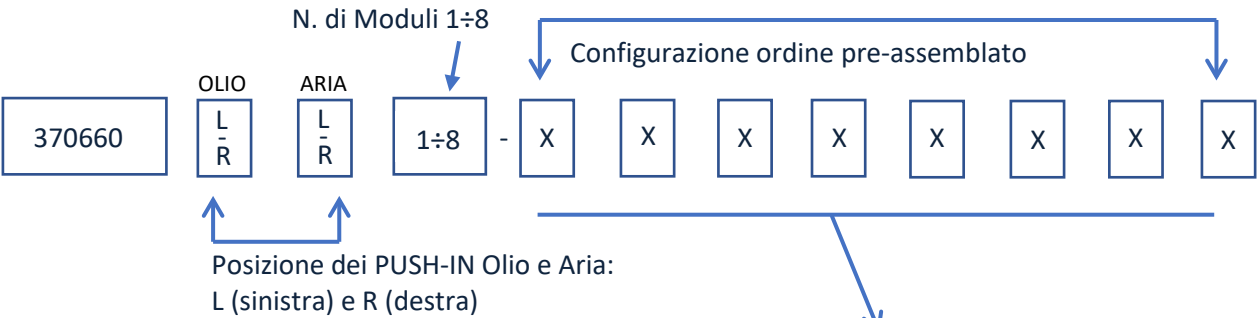 N. di Moduli 1÷8
Configurazione ordine pre-assemblato
OLIO ARIA
370660 L - R L - R 1÷8 - X X X X X X X X
Posizione dei PUSH-IN Olio e Aria:
L (sinistra) e R (destra)